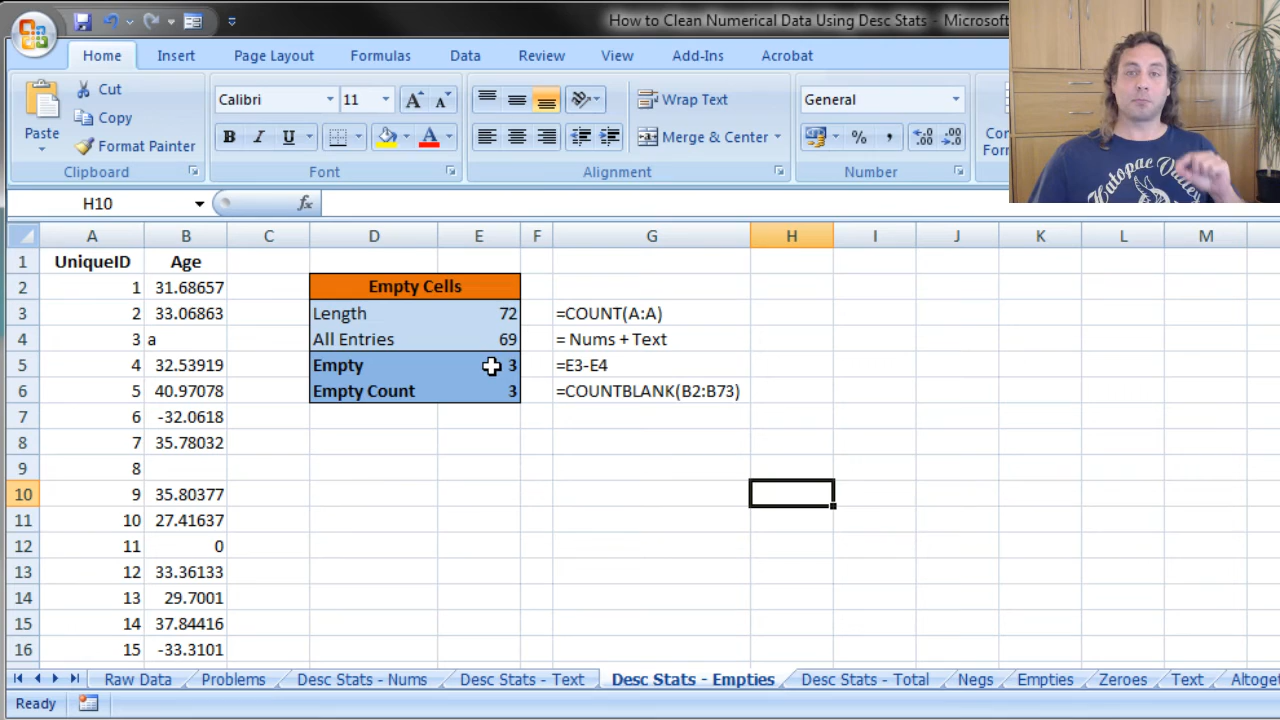 How to Clean Numerical Data Using Desc Stats - Microsoft
Home Insert Page Layout Formulas Data Review View Add-Ins Acrobat
Paste
Cut
Copy
Format Painter
Clipboard
Calibri 11
B I U
Font
Wrap Text
Merge & Center
Alignment
General
% ,
Number
Con
Forn
H10 fx
A B C D E F G H I J K L M
1 UniqueID Age
2 1 31.68657 Empty Cells
3 2 33.06863 Length 72 =COUNT(A:A)
4 3 a All Entries 69 = Nums + Text
5 4 32.53919 Empty 3 =E3-E4
6 5 40.97078 Empty Count 3 =COUNTBLANK(B2:B73)
7 6 -32.0618
8 7 35.78032
9 8
10 9 35.80377
11 10 27.41637
12 11 0
13 12 33.36133
14 13 29.7001
15 14 37.84416
16 15 -33.3101
Raw Data Problems Desc Stats - Nums Desc Stats - Text Desc Stats - Empties Desc Stats - Total Negs Empties Zeroes Text Altoget
Ready